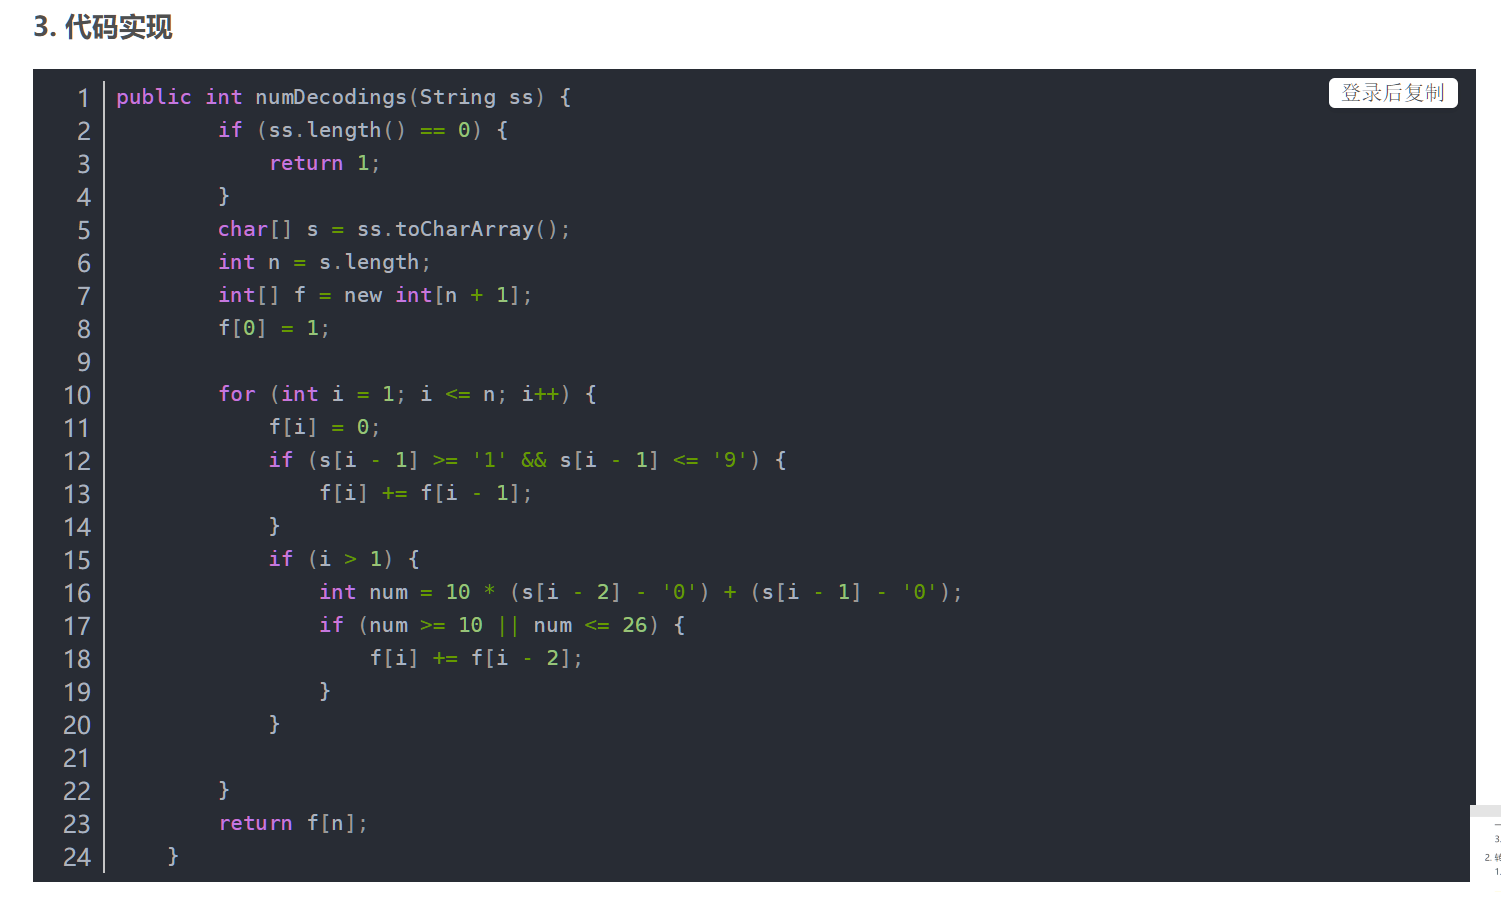 3. 代码实现
登录后复制
1 public int numDecodings(String ss) {
2         if (ss.length() == 0) {
3             return 1;
4         }
5         char[] s = ss.toCharArray();
6         int n = s.length;
7         int[] f = new int[n + 1];
8         f[0] = 1;
9
10         for (int i = 1; i <= n; i++) {
11             f[i] = 0;
12             if (s[i - 1] >= '1' && s[i - 1] <= '9') {
13                 f[i] += f[i - 1];
14             }
15             if (i > 1) {
16                 int num = 10 * (s[i - 2] - '0') + (s[i - 1] - '0');
17                 if (num >= 10 || num <= 26) {
18                     f[i] += f[i - 2];
19                 }
20             }
21
22         }
23         return f[n];
24     }
3.
2. 转
1.